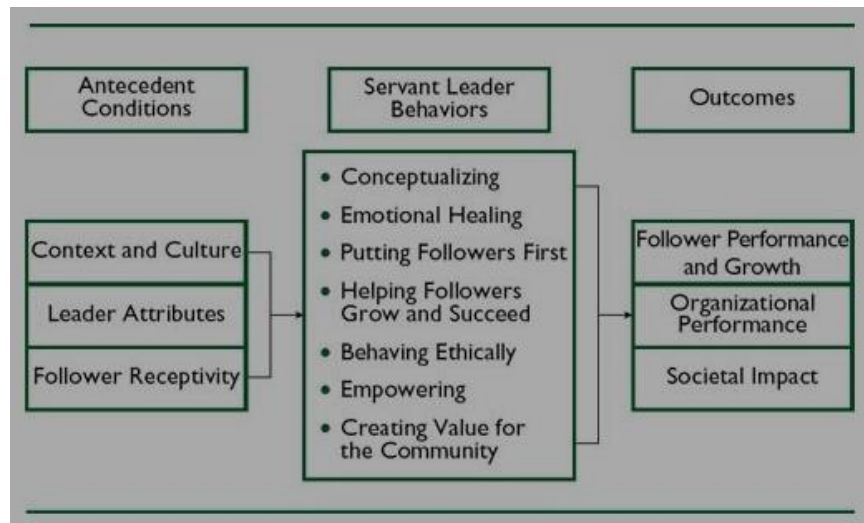 Antecedent
Conditions
Servant Leader
Behaviors
Outcomes
Context and Culture
Leader Attributes
Follower Receptivity
• Conceptualizing
• Emotional Healing
• Putting Followers First
• Helping Followers
Grow and Succeed
• Behaving Ethically
• Empowering
• Creating Value for
the Community
Follower Performance
and Growth
Organizational
Performance
Societal Impact